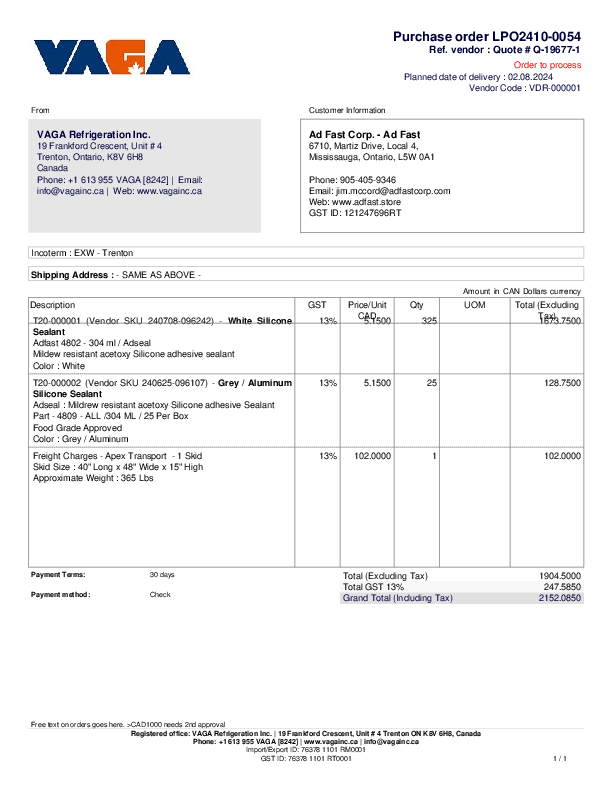 VAGA
Purchase order LPO2410-0054
Ref. vendor : Quote # Q-19677-1
Order to process
Planned date of delivery : 02.08.2024
Vendor Code : VDR-000001
From
VAGA Refrigeration Inc.
19 Frankford Crescent, Unit # 4
Trenton, Ontario, K8V 6H8
Canada
Phone: +1 613 955 VAGA [8242] | Email:
info@vagainc.ca | Web: www.vagainc.ca
Customer Information
Ad Fast Corp. - Ad Fast
6710, Martiz Drive, Local 4,
Mississauga, Ontario, L5W 0A1
Phone: 905-405-9346
Email: jim.mccord@adfastcorp.com
Web: www.adfast.store
GST ID: 121247696RT
Incoterm : EXW - Trenton
Shipping Address : - SAME AS ABOVE -
Amount in CAN Dollars currency
Description GST Price/Unit CAD Qty UOM Total (Excluding Tax)
T20-000001 (Vendor SKU 240708-096242) - White Silicone 13% 5.1500 325 1673.7500
Sealant
Adfast 4802 - 304 ml / Adseal
Mildew resistant acetoxy Silicone adhesive sealant
Color : White
T20-000002 (Vendor SKU 240625-096107) - Grey / Aluminum 13% 5.1500 25 128.7500
Silicone Sealant
Adseal : Mildrew resistant acetoxy Silicone adhesive Sealant
Part - 4809 - ALL /304 ML / 25 Per Box
Food Grade Approved
Color : Grey / Aluminum
Freight Charges - Apex Transport - 1 Skid 13% 102.0000 1 102.0000
Skid Size : 40" Long x 48" Wide x 15" High
Approximate Weight : 365 Lbs
Payment Terms: 30 days
Payment method: Check
Total (Excluding Tax) 1904.5000
Total GST 13% 247.5850
Grand Total (Including Tax) 2152.0850
Free text on orders goes here. >CAD1000 needs 2nd approval
Registered office: VAGA Refrigeration Inc. | 19 Frankford Crescent, Unit # 4 Trenton ON K8V 6H8, Canada
Phone: +1 613 955 VAGA [8242] | www.vagainc.ca | info@vagainc.ca
Import/Export ID: 76378 1101 RM0001
GST ID: 76378 1101 RT0001
1 / 1